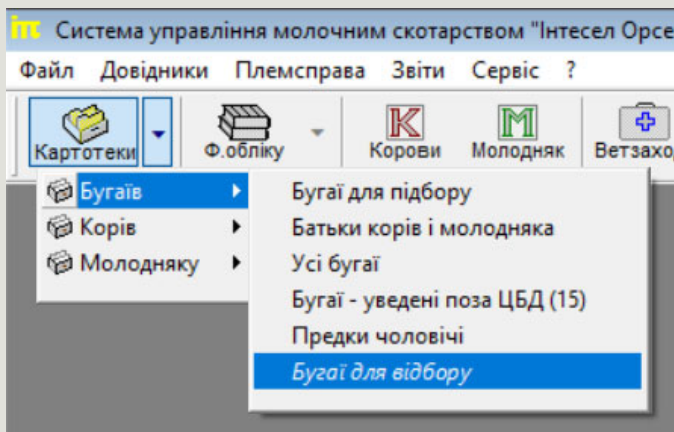 іпт Система управління молочним скотарством "Інтесел Орсе
Файл Довідники Племсправа Звіти Сервіс ?
Картотеки Ф.обліку Корови Молодняк Ветзахо
Бугаїв
Корів
Молодняку
Бугаї для підбору
Батьки корів і молодняка
Усі бугаї
Бугаї - уведені поза ЦБД (15)
Предки чоловічі
Бугаї для відбору